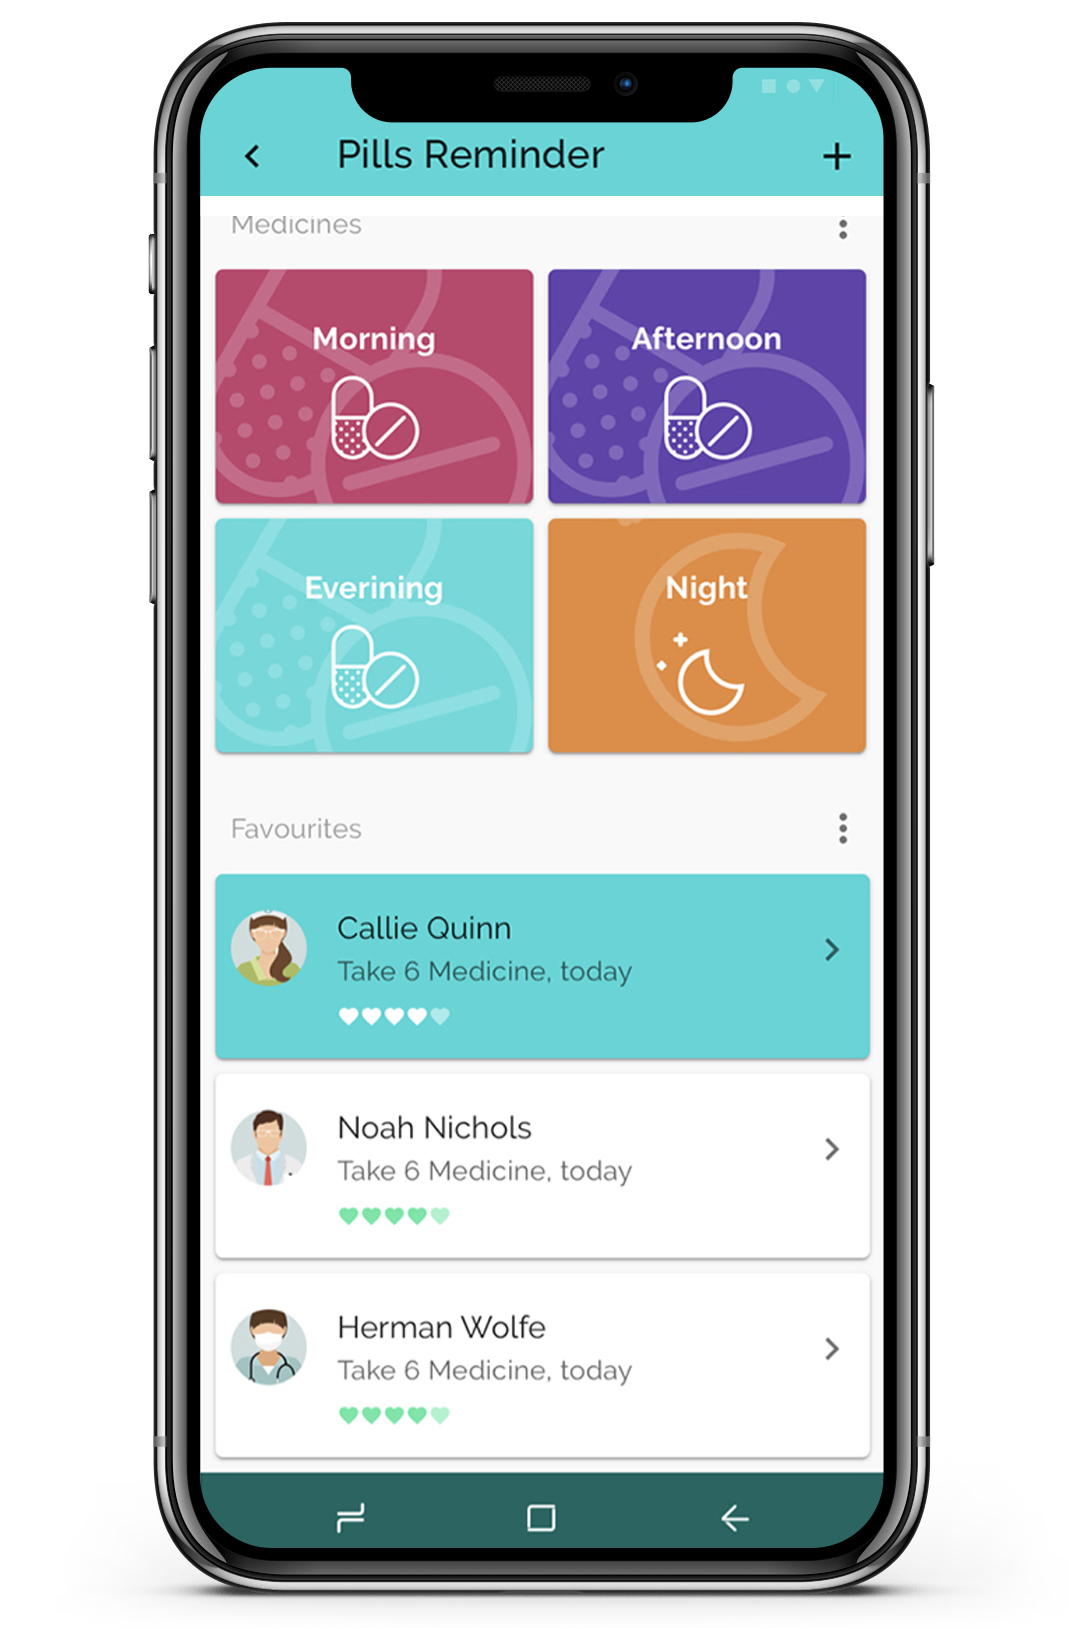 Pills Reminder
Medicines
Morning
Afternoon
Everining
Night
Favourites
Callie Quinn
Take 6 Medicine, today
Noah Nichols
Take 6 Medicine, today
Herman Wolfe
Take 6 Medicine, today